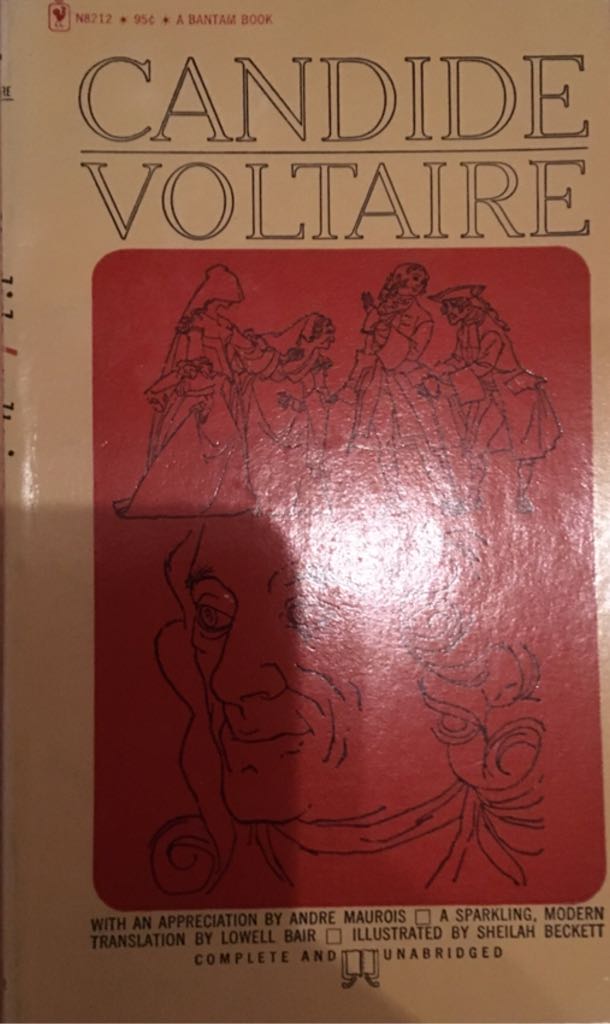 N8212 * 95¢ * A BANTAM BOOK
CANDIDE
VOLTAIRE
WITH AN APPRECIATION BY ANDRE MAUROIS □ A SPARKLING, MODERN
TRANSLATION BY LOWELL BAIR □ ILLUSTRATED BY SHEILAH BECKETT
COMPLETE AND UNABRIDGED